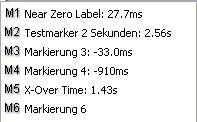 M1 Near Zero Label: 27.7ms
M2 Testmarker 2 Sekunden: 2.56s
M3 Markierung 3: -33.0ms
M4 Markierung 4: -910ms
M5 X-Over Time: 1.43s
M6 Markierung 6